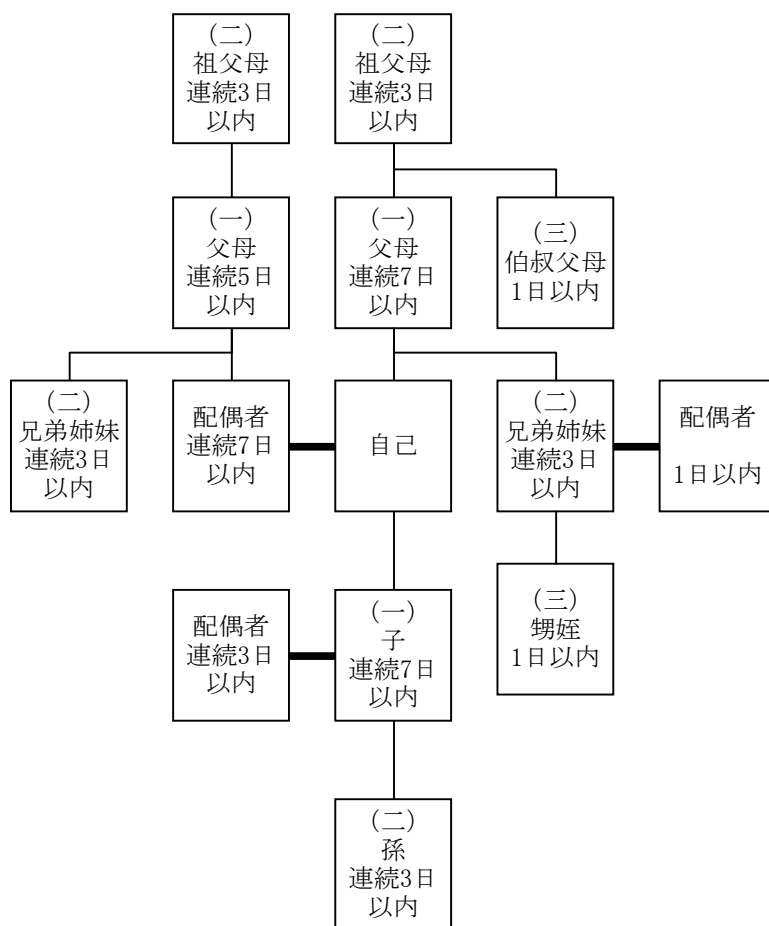 (二)
祖父母
連続3日
以内
(二)
祖父母
連続3日
以内
(一)
父母
連続5日
以内
(一)
父母
連続7日
以内
(三)
伯叔父母
1日以内
(二)
兄弟姉妹
連続3日
以内
配偶者
連続7日
以内
自己
(二)
兄弟姉妹
連続3日
以内
配偶者
1日以内
配偶者
連続3日
以内
(一)
子
連続7日
以内
(三)
甥姪
1日以内
(二)
孫
連続3日
以内